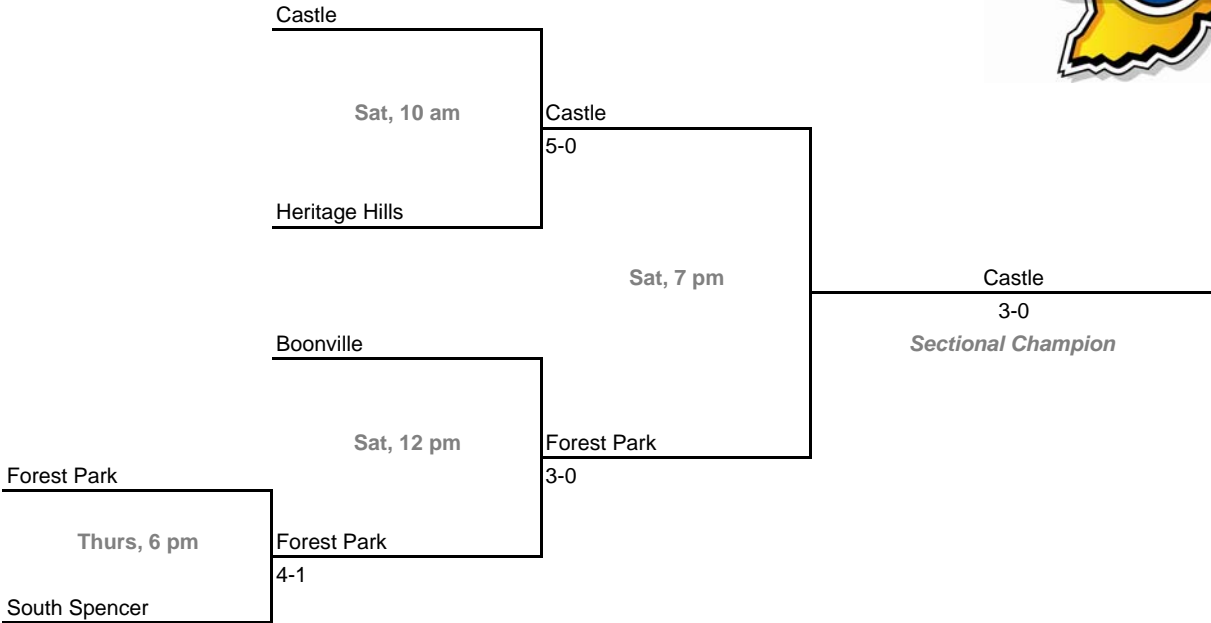 Castle
Sat, 10 am
Castle
5-0
Heritage Hills
Sat, 7 pm
Castle
3-0
Sectional Champion
Boonville
Sat, 12 pm
Forest Park
3-0
Forest Park
Thurs, 6 pm
Forest Park
4-1
South Spencer